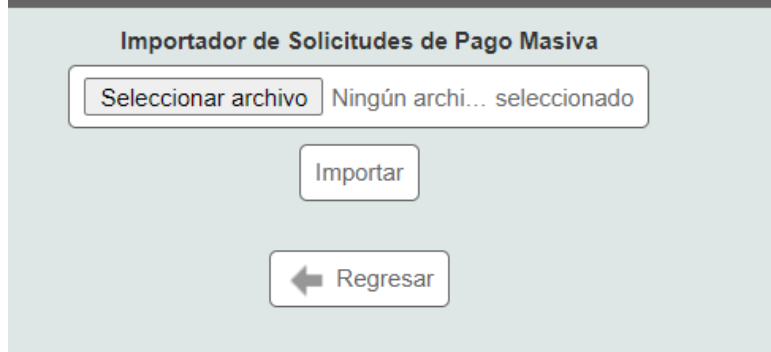 Importador de Solicitudes de Pago Masiva
Seleccionar archivo Ningún archi... seleccionado
Importar
Regresar